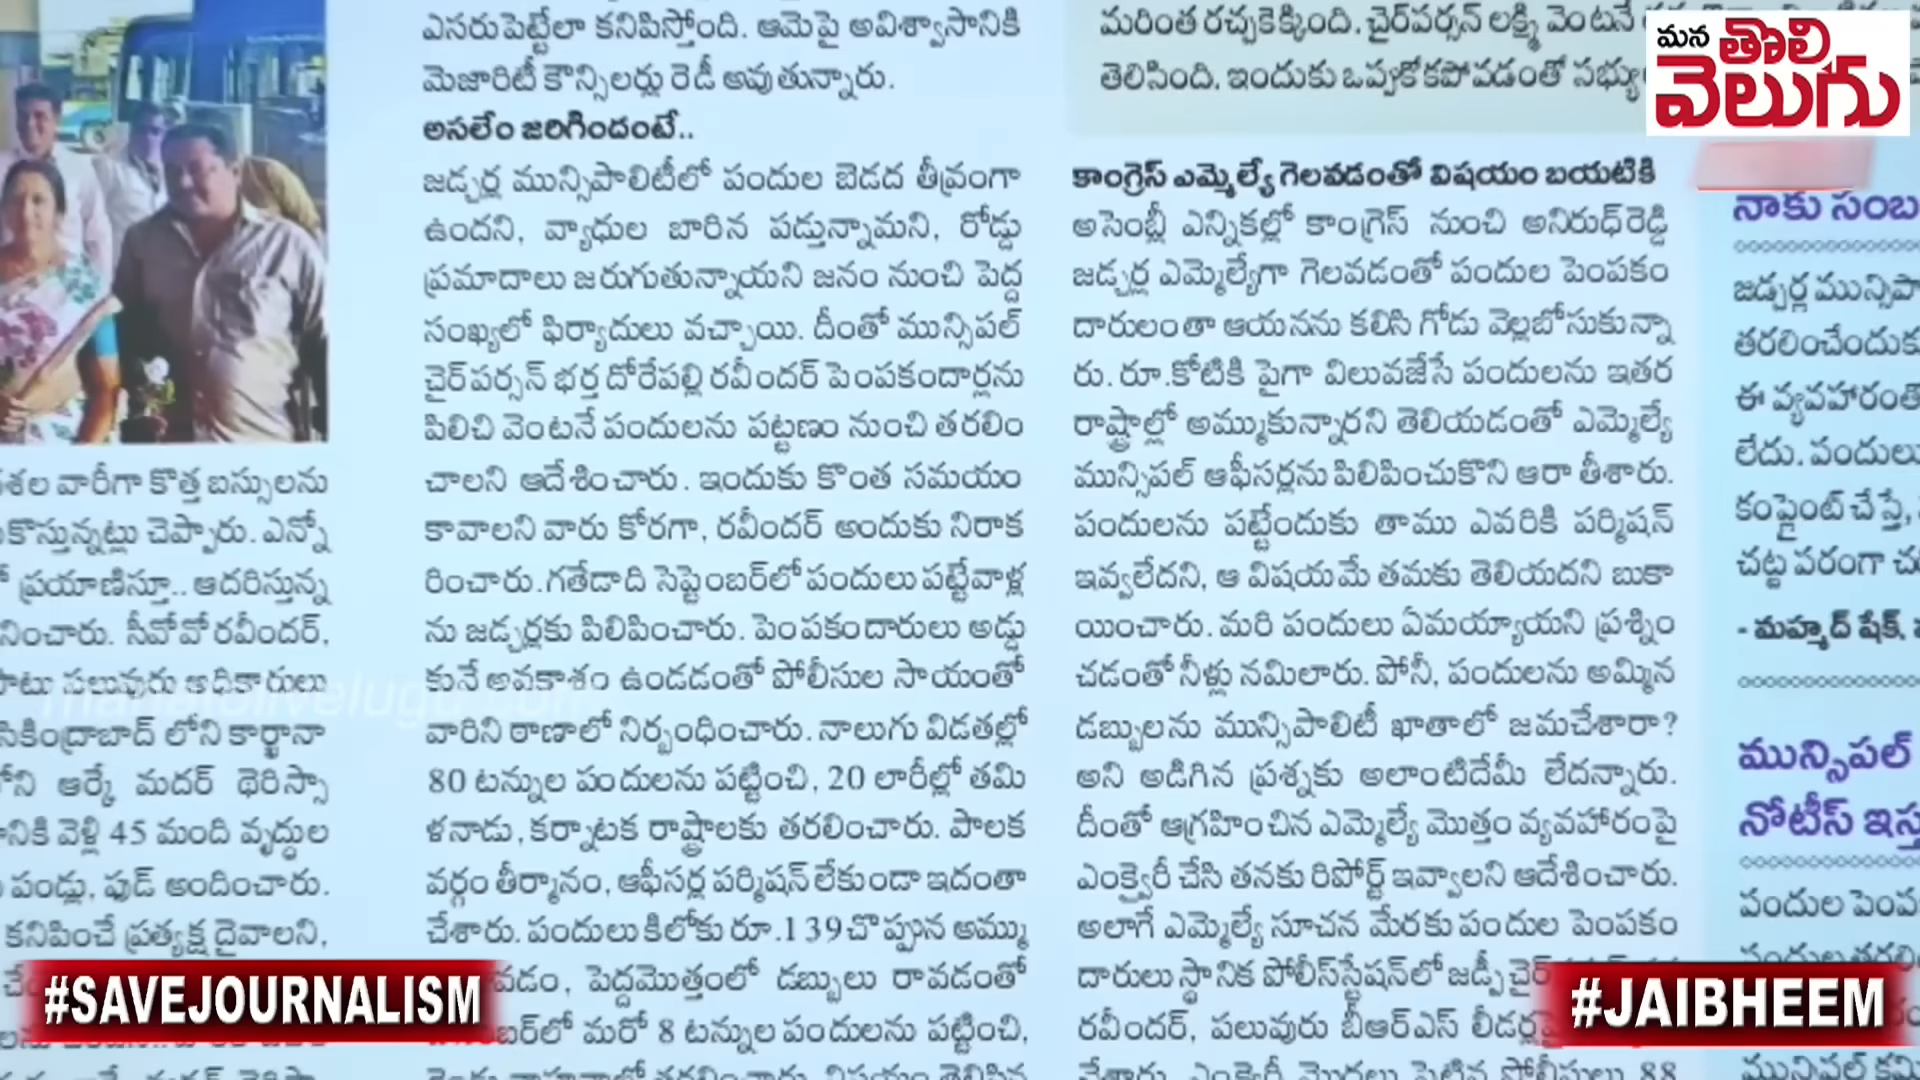 శల వారీగా కొత్త బస్సులను
కొస్తున్నట్లు చెప్పారు. ఎన్నో
ప్రయాణిస్తూ.. ఆదరిస్తున్న
నించారు. సీవోవో రవీందర్,
పాటు పలువురు అధికారులు
సికింద్రాబాద్ లోని కార్ఖానా
ఆర్కే మదర్ థెరిస్సా
నికి వెళ్లి 45 మంది వృద్ధుల
పండ్లు, ఫుడ్ అందించారు.
కనిపించే ప్రత్యక్ష దైవాలని,
ఎసరు పెట్టేలా కనిపిస్తోంది. ఆమెపై అవిశ్వాసానికి
మెజారిటీ కౌన్సిలర్లు రెడీ అవుతున్నారు.
అసలేం జరిగిందంటే..
జడ్చర్ల మున్సిపాలిటీలో పందుల బెడద తీవ్రంగా
ఉందని, వ్యాధుల బారిన పడ్తున్నామని, రోడ్డు
ప్రమాదాలు జరుగుతున్నాయని జనం నుంచి పెద్ద
సంఖ్యలో ఫిర్యాదులు వచ్చాయి. దీంతో మున్సిపల్
చైర్‌పర్సన్ భర్త దోరేపల్లి రవీందర్ పెంపకందార్లను
పిలిచి వెంటనే పందులను పట్టణం నుంచి తరలిం
చాలని ఆదేశించారు. ఇందుకు కొంత సమయం
కావాలని వారు కోరగా, రవీందర్ అందుకు నిరాక
రించారు. గతేడాది సెప్టెంబర్‌లో పందులు పట్టేవాళ్ల
ను జడ్చర్లకు పిలిపించారు. పెంపకందారులు అడ్డు
కునే అవకాశం ఉండడంతో పోలీసుల సాయంతో
వారిని ఠాణాలో నిర్బంధించారు. నాలుగు విడతల్లో
80 టన్నుల పందులను పట్టించి, 20 లారీల్లో తమి
ళనాడు, కర్నాటక రాష్ట్రాలకు తరలించారు. పాలక
వర్గం తీర్మానం, ఆఫీసర్ల పర్మిషన్ లేకుండా ఇదంతా
చేశారు. పందులు కిలోకు రూ.139 చొప్పున అమ్ము
వడం, పెద్దమొత్తంలో డబ్బులు రావడంతో
బర్‌లో మరో 8 టన్నుల పందులను పట్టించి,
మరింత రచ్చకెక్కింది. చైర్‌పర్సన్ లక్ష్మి వెంటనే
తెలిసింది. ఇందుకు ఒప్పుకోకపోవడంతో సభ్యు
కాంగ్రెస్ ఎమ్మెల్యే గెలవడంతో విషయం బయటికి
అసెంబ్లీ ఎన్నికల్లో కాంగ్రెస్ నుంచి అనిరుధ్‌రెడ్డి
జడ్చర్ల ఎమ్మెల్యేగా గెలవడంతో పందుల పెంపకం
దారులంతా ఆయనను కలిసి గోడు వెల్లబోసుకున్నా
రు. రూ.కోటికి పైగా విలువజేసే పందులను ఇతర
రాష్ట్రాల్లో అమ్ముకున్నారని తెలియడంతో ఎమ్మెల్యే
మున్సిపల్ ఆఫీసర్లను పిలిపించుకొని ఆరా తీశారు.
పందులను పట్టేందుకు తాము ఎవరికి పర్మిషన్
ఇవ్వలేదని, ఆ విషయమే తమకు తెలియదని బుకా
యించారు. మరి పందులు ఏమయ్యాయని ప్రశ్నిం
చడంతో నీళ్లు నమిలారు. పోనీ, పందులను అమ్మిన
డబ్బులను మున్సిపాలిటీ ఖాతాలో జమచేశారా?
అని అడిగిన ప్రశ్నకు అలాంటిదేమీ లేదన్నారు.
దీంతో ఆగ్రహించిన ఎమ్మెల్యే మొత్తం వ్యవహారంపై
ఎంక్వైరీ చేసి తనకు రిపోర్ట్ ఇవ్వాలని ఆదేశించారు.
అలాగే ఎమ్మెల్యే సూచన మేరకు పందుల పెంపకం
దారులు స్థానిక పోలీస్‌స్టేషన్‌లో జడ్పీ చైర్
రవీందర్, పలువురు బీఆర్ఎస్ లీడర్లపై
నాకు సంబ
జడ్చర్ల మున్సిపా
తరలించేందుకు
ఈ వ్యవహారంతో
లేదు. పందులు
కంప్లైంట్ చేస్తే,
చట్ట పరంగా చ
- మహ్మద్ షేక్,
మున్సిపల్
నోటీస్ ఇస్త
పందుల పెంప
మన
తొలి
వెలుగు
manatolivelugu.com
#SAVEJOURNALISM
#JAIBHEEM